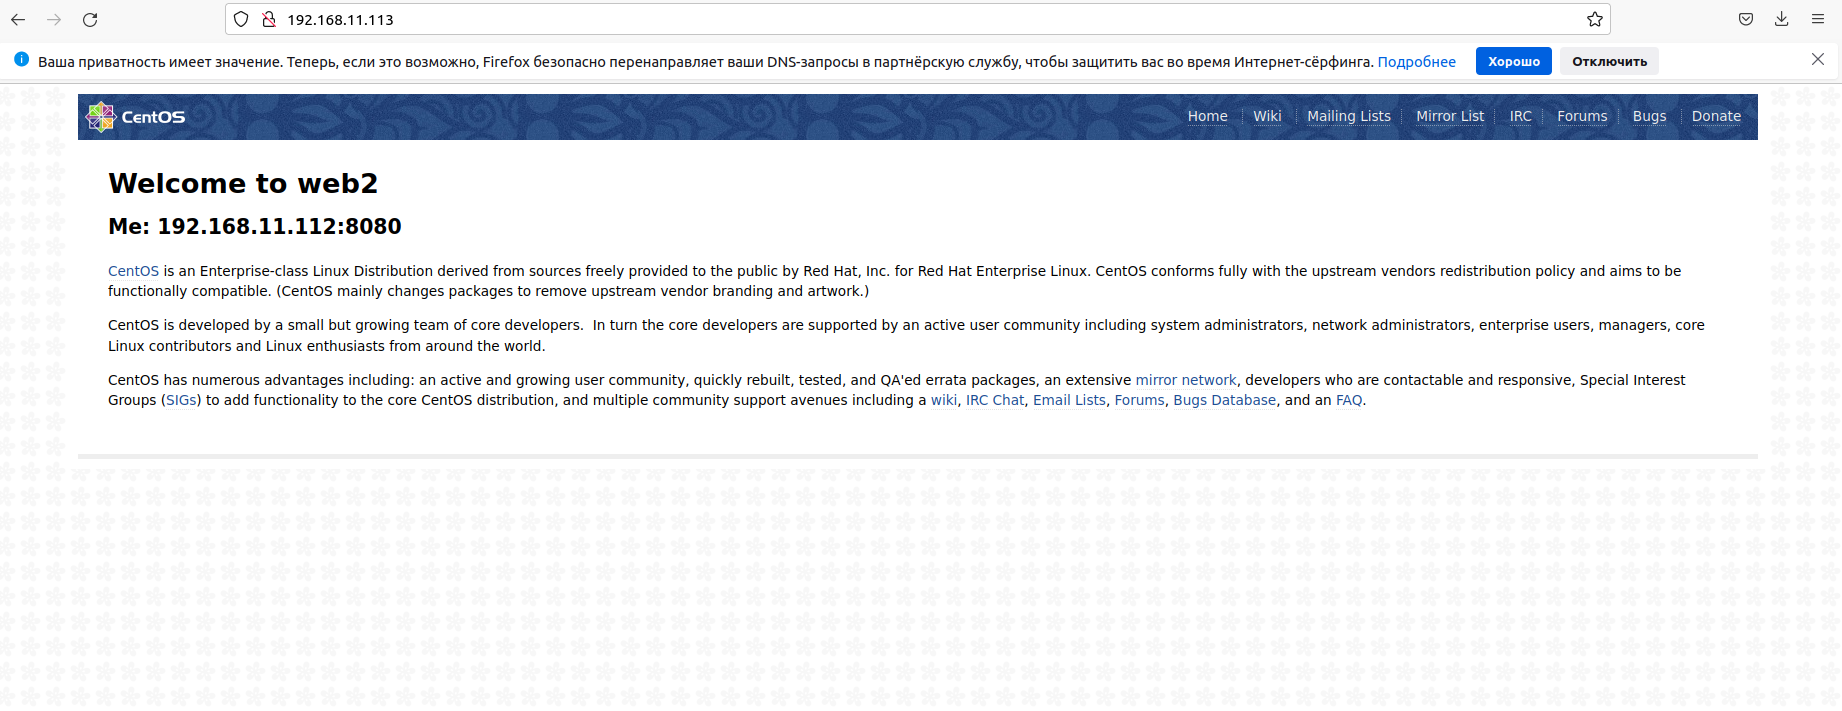 192.168.11.113
Ваша приватность имеет значение. Теперь, если это возможно, Firefox безопасно перенаправляет ваши DNS-запросы в партнёрскую службу, чтобы защитить вас во время Интернет-сёрфинга. Подробнее Хорошо Отключить
CentOS Home Wiki Mailing Lists Mirror List IRC Forums Bugs Donate
Welcome to web2
Me: 192.168.11.112:8080
CentOS is an Enterprise-class Linux Distribution derived from sources freely provided to the public by Red Hat, Inc. for Red Hat Enterprise Linux. CentOS conforms fully with the upstream vendors redistribution policy and aims to be
functionally compatible. (CentOS mainly changes packages to remove upstream vendor branding and artwork.)
CentOS is developed by a small but growing team of core developers.  In turn the core developers are supported by an active user community including system administrators, network administrators, enterprise users, managers, core
Linux contributors and Linux enthusiasts from around the world.
CentOS has numerous advantages including: an active and growing user community, quickly rebuilt, tested, and QA'ed errata packages, an extensive mirror network, developers who are contactable and responsive, Special Interest
Groups (SIGs) to add functionality to the core CentOS distribution, and multiple community support avenues including a wiki, IRC Chat, Email Lists, Forums, Bugs Database, and an FAQ.